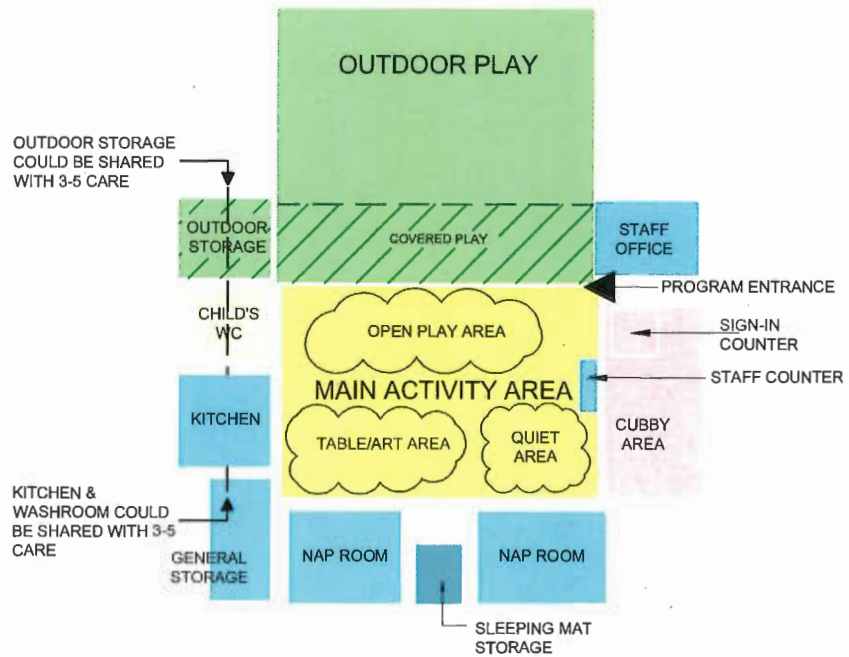 OUTDOOR PLAY
OUTDOOR STORAGE
COULD BE SHARED
WITH 3-5 CARE
OUTDOOR
STORAGE
COVERED PLAY
STAFF
OFFICE
PROGRAM ENTRANCE
CHILD'S
WC
OPEN PLAY AREA
SIGN-IN
COUNTER
MAIN ACTIVITY AREA
STAFF COUNTER
KITCHEN
TABLE/ART AREA
QUIET
AREA
CUBBY
AREA
KITCHEN &
WASHROOM COULD
BE SHARED WITH 3-5
CARE
GENERAL
STORAGE
NAP ROOM
NAP ROOM
SLEEPING MAT
STORAGE